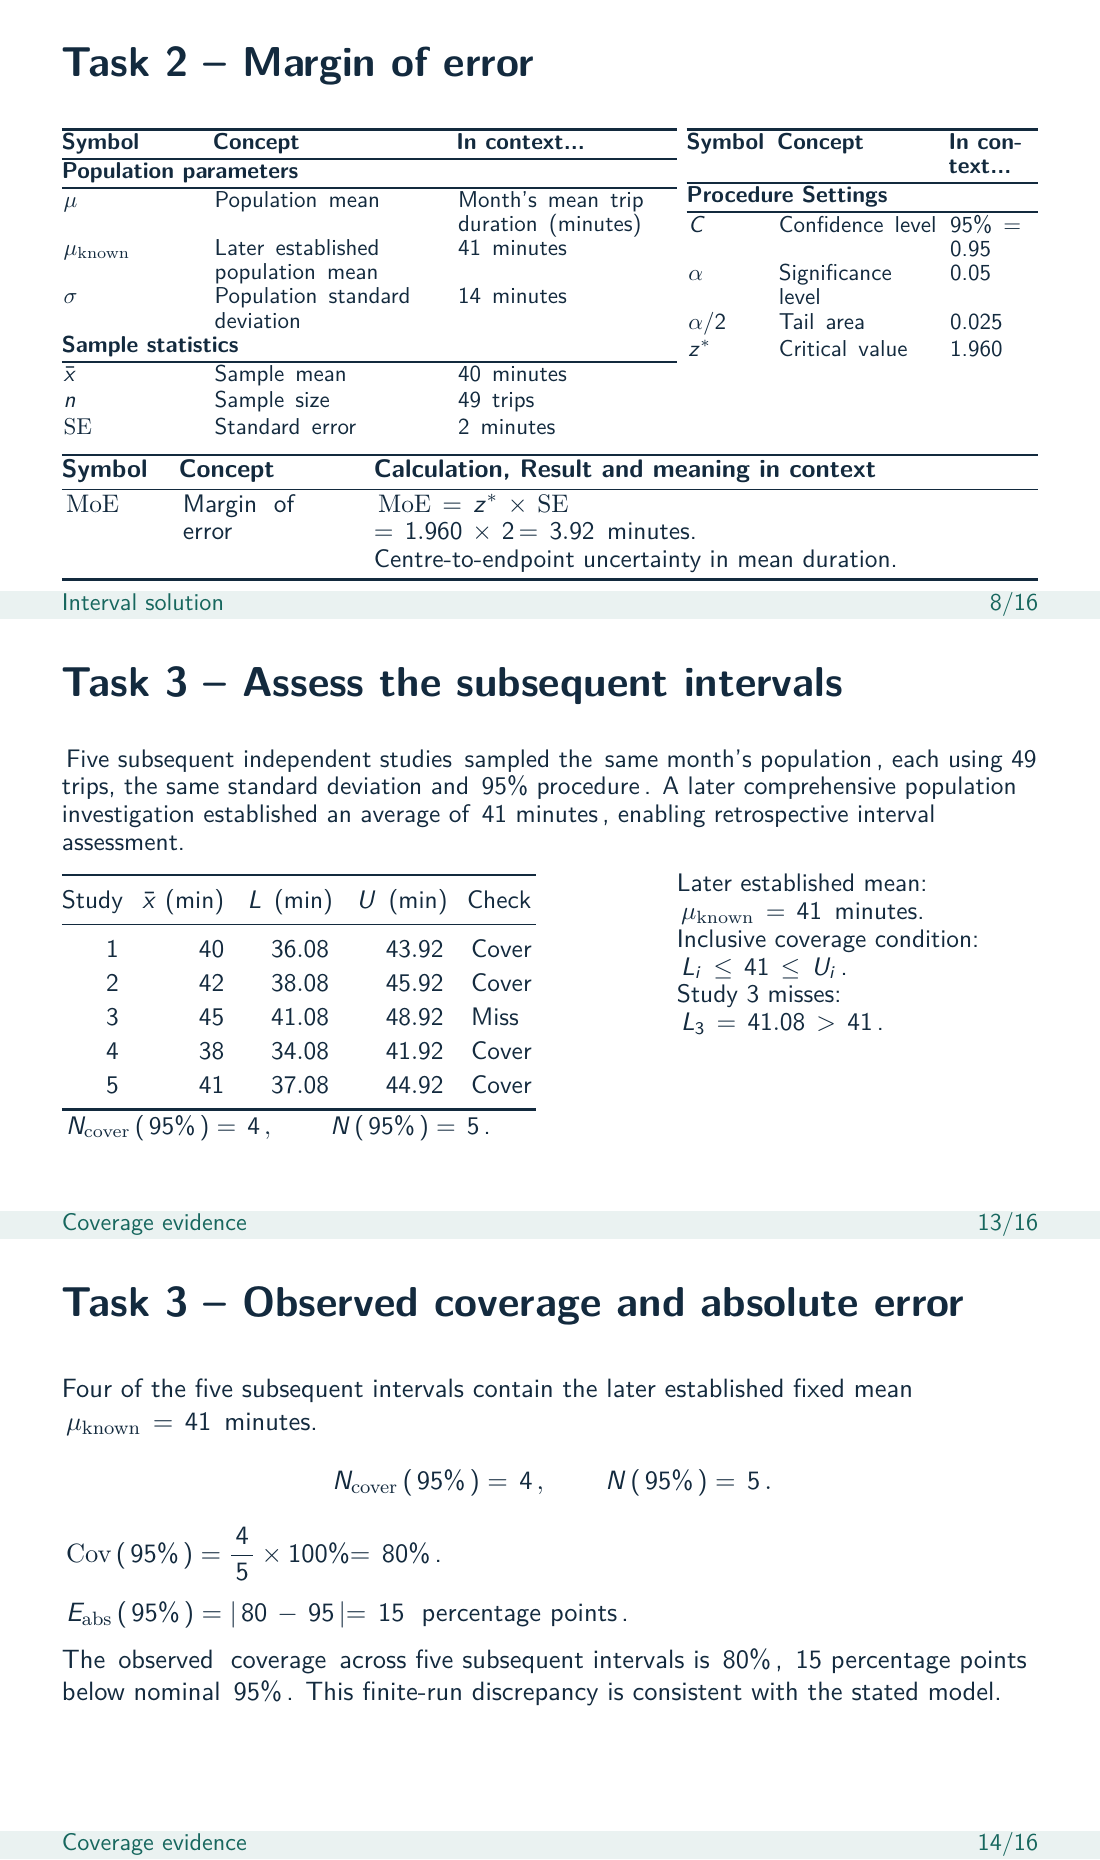 Task 2 – Margin of error
Symbol Concept In context...
Population parameters
μ Population mean Month's mean trip
duration (minutes)
μknown Later established 41 minutes
population mean
σ Population standard 14 minutes
deviation
Sample statistics
x̄ Sample mean 40 minutes
n Sample size 49 trips
SE Standard error 2 minutes
Symbol Concept In con-
text...
Procedure Settings
C Confidence level 95% =
0.95
α Significance 0.05
level
α/2 Tail area 0.025
z* Critical value 1.960
Symbol Concept Calculation, Result and meaning in context
MoE Margin of MoE = z* × SE
error = 1.960 × 2 = 3.92 minutes.
Centre-to-endpoint uncertainty in mean duration.
Interval solution 8/16
Task 3 – Assess the subsequent intervals
Five subsequent independent studies sampled the same month's population, each using 49
trips, the same standard deviation and 95% procedure. A later comprehensive population
investigation established an average of 41 minutes, enabling retrospective interval
assessment.
Study x̄ (min) L (min) U (min) Check
1 40 36.08 43.92 Cover
2 42 38.08 45.92 Cover
3 45 41.08 48.92 Miss
4 38 34.08 41.92 Cover
5 41 37.08 44.92 Cover
Ncover(95%) = 4, N(95%) = 5.
Later established mean:
μknown = 41 minutes.
Inclusive coverage condition:
Li ≤ 41 ≤ Ui.
Study 3 misses:
L3 = 41.08 > 41.
Coverage evidence 13/16
Task 3 – Observed coverage and absolute error
Four of the five subsequent intervals contain the later established fixed mean
μknown = 41 minutes.
Ncover(95%) = 4, N(95%) = 5.
Cov(95%) = 4/5 × 100% = 80%.
Eabs(95%) = |80 − 95| = 15 percentage points.
The observed coverage across five subsequent intervals is 80%, 15 percentage points
below nominal 95%. This finite-run discrepancy is consistent with the stated model.
Coverage evidence 14/16